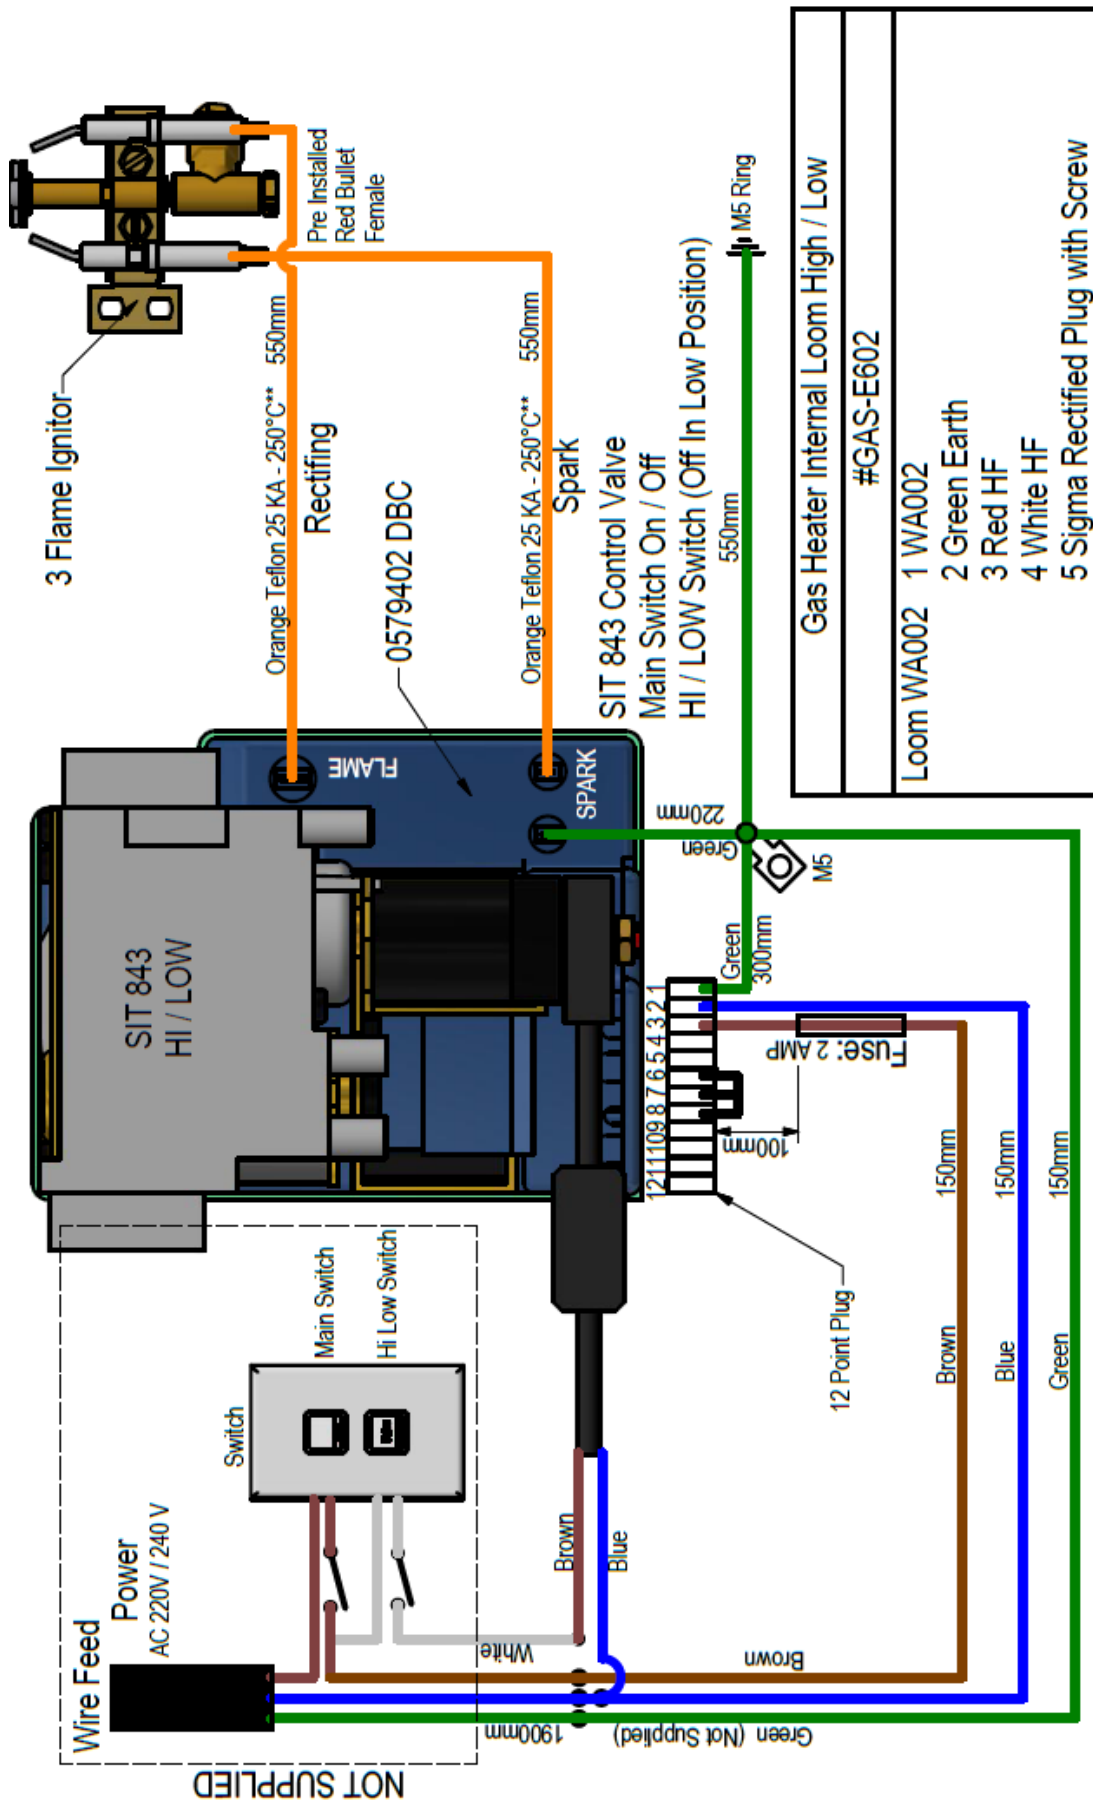 3 Flame Ignitor
Pre Installed
Red Bullet
Female
Orange Teflon 25 KA - 250°C** 550mm
Rectifing
Orange Teflon 25 KA - 250°C** 550mm
Spark
0579402 DBC
SIT 843 Control Valve
Main Switch On / Off
HI / LOW Switch (Off In Low Position)
550mm
M5 Ring
SIT 843
HI / LOW
FLAME
SPARK
Green
220mm
M5
Green
300mm
1211109 8 7 6 5 4 3 2 1
Fuse: 2 AMP
100mm
12 Point Plug
Brown 150mm
Blue 150mm
Green 150mm
Wire Feed
Power
AC 220V / 240 V
Switch
Main Switch
Hi Low Switch
NOT SUPPLIED
Brown
Blue
White
Brown
1900mm
Green (Not Supplied)
Gas Heater Internal Loom High / Low
#GAS-E602
Loom WA002 1 WA002
2 Green Earth
3 Red HF
4 White HF
5 Sigma Rectified Plug with Screw